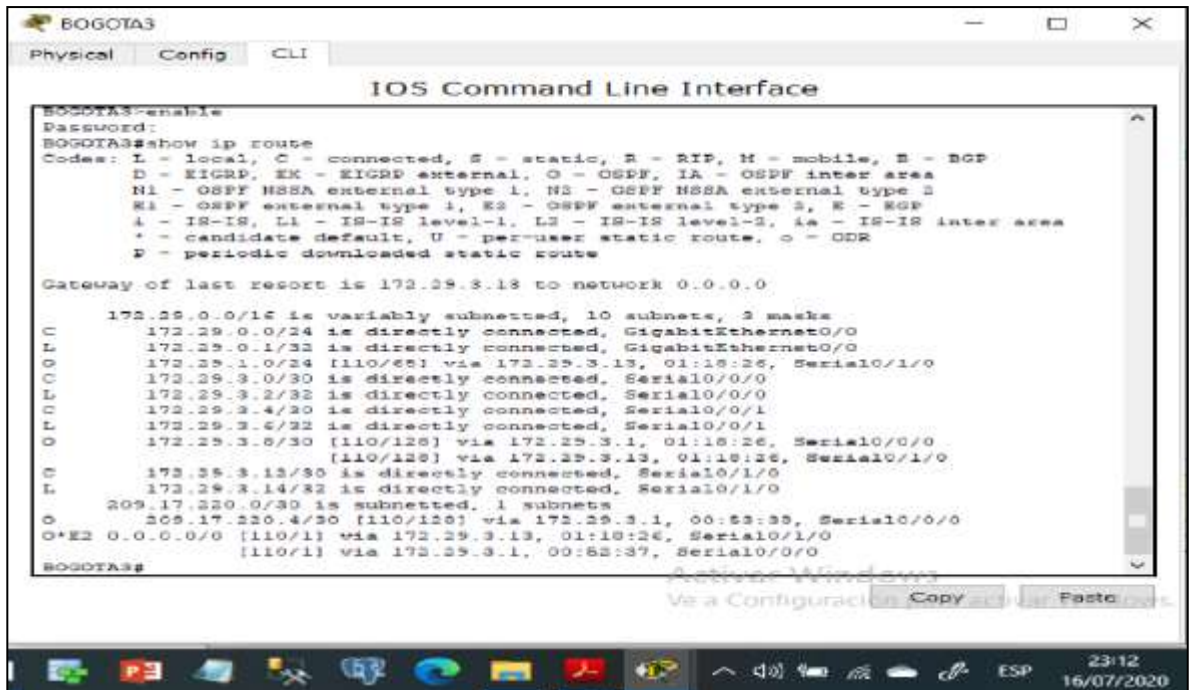 BOGOTA3
Physical Config CLI
IOS Command Line Interface
BOGOTA3>enable
Password:
BOGOTA3#show ip route
Codes: L - local, C - connected, S - static, R - RIP, M - mobile, B - BGP
D - EIGRP, EX - EIGRP external, O - OSPF, IA - OSPF inter area
N1 - OSPF NSSA external type 1, N2 - OSPF NSSA external type 2
E1 - OSPF external type 1, E2 - OSPF external type 2, E - EGP
i - IS-IS, L1 - IS-IS level-1, L2 - IS-IS level-2, ia - IS-IS inter area
* - candidate default, U - per-user static route, o - ODR
P - periodic downloaded static route
Gateway of last resort is 172.29.3.13 to network 0.0.0.0
172.29.0.0/16 is variably subnetted, 10 subnets, 3 masks
C 172.29.0.0/24 is directly connected, GigabitEthernet0/0
L 172.29.0.1/32 is directly connected, GigabitEthernet0/0
O 172.29.1.0/24 [110/65] via 172.29.3.13, 01:18:26, Serial0/1/0
C 172.29.3.0/30 is directly connected, Serial0/0/0
L 172.29.3.2/32 is directly connected, Serial0/0/0
C 172.29.3.4/30 is directly connected, Serial0/0/1
L 172.29.3.6/32 is directly connected, Serial0/0/1
O 172.29.3.8/30 [110/128] via 172.29.3.1, 01:18:26, Serial0/0/0
[110/128] via 172.29.3.13, 01:18:26, Serial0/1/0
C 172.29.3.12/30 is directly connected, Serial0/1/0
L 172.29.3.14/32 is directly connected, Serial0/1/0
209.17.220.0/30 is subnetted, 1 subnets
O 209.17.220.4/30 [110/128] via 172.29.3.1, Serial0/0/0
O*E2 0.0.0.0/0 [110/1] via 172.29.3.13, 01:18:26, Serial0/1/0
[110/1] via 172.29.3.1, Serial0/0/0
BOGOTA3#
Activar Windows
Ve a Configuración activar Windows.
Copy Paste
ESP 23:12
16/07/2020